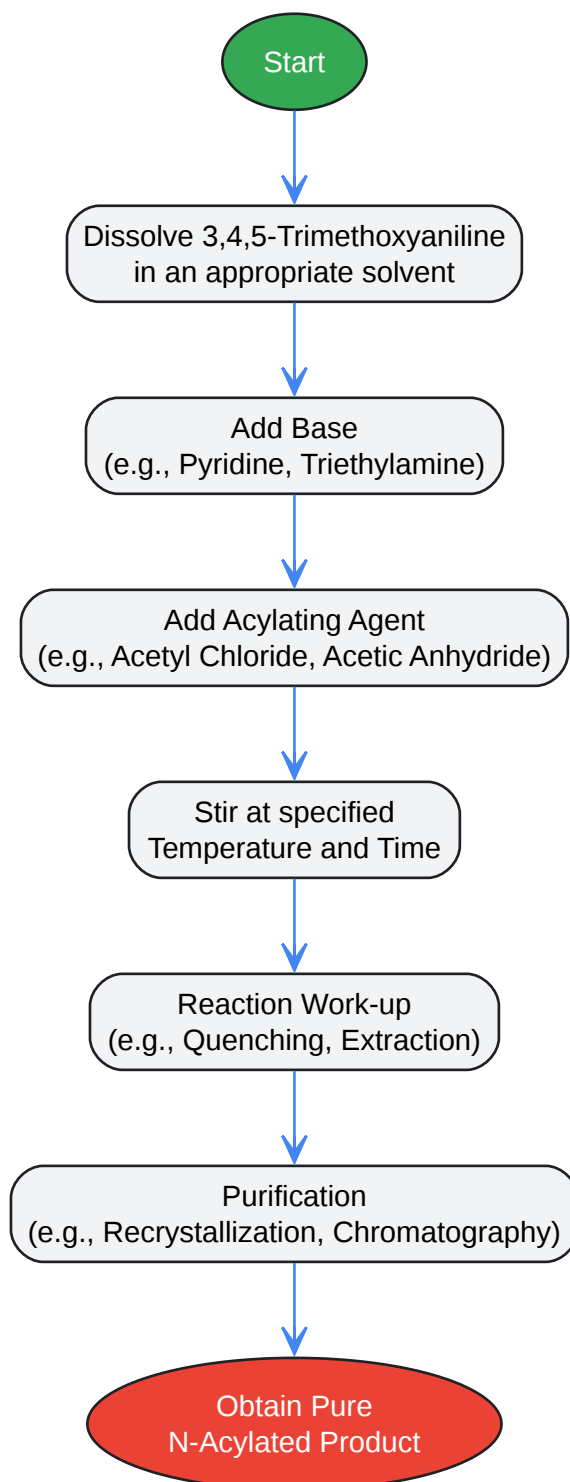 Start
Dissolve 3,4,5-Trimethoxyaniline
in an appropriate solvent
Add Base
(e.g., Pyridine, Triethylamine)
Add Acylating Agent
(e.g., Acetyl Chloride, Acetic Anhydride)
Stir at specified
Temperature and Time
Reaction Work-up
(e.g., Quenching, Extraction)
Purification
(e.g., Recrystallization, Chromatography)
Obtain Pure
N-Acylated Product